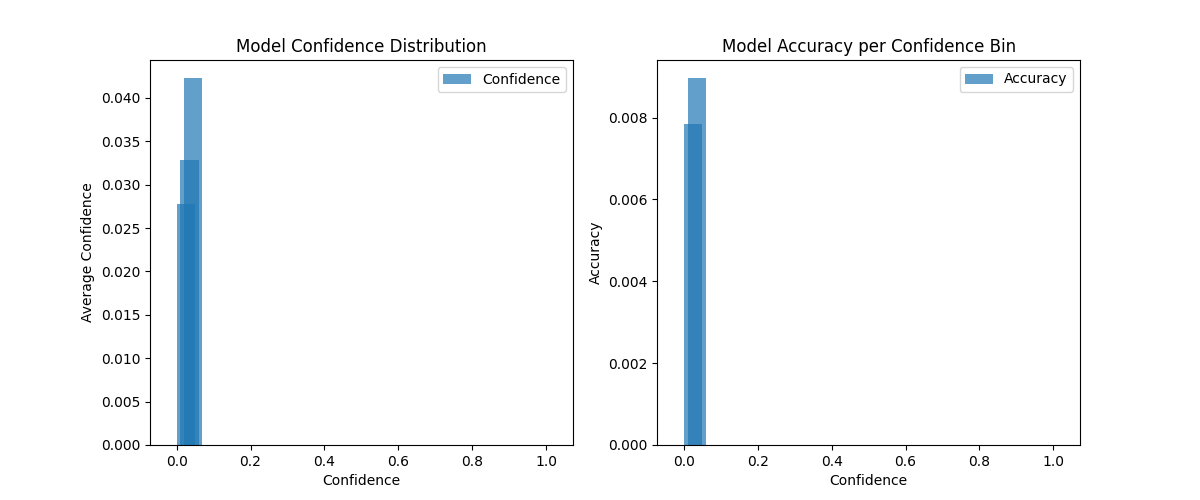 Model Confidence Distribution
Confidence
0.040
0.035
0.030
0.025
0.020
0.015
0.010
0.005
0.000
Average Confidence
0.0 0.2 0.4 0.6 0.8 1.0
Confidence
Model Accuracy per Confidence Bin
Accuracy
0.008
0.006
0.004
0.002
0.000
Accuracy
0.0 0.2 0.4 0.6 0.8 1.0
Confidence